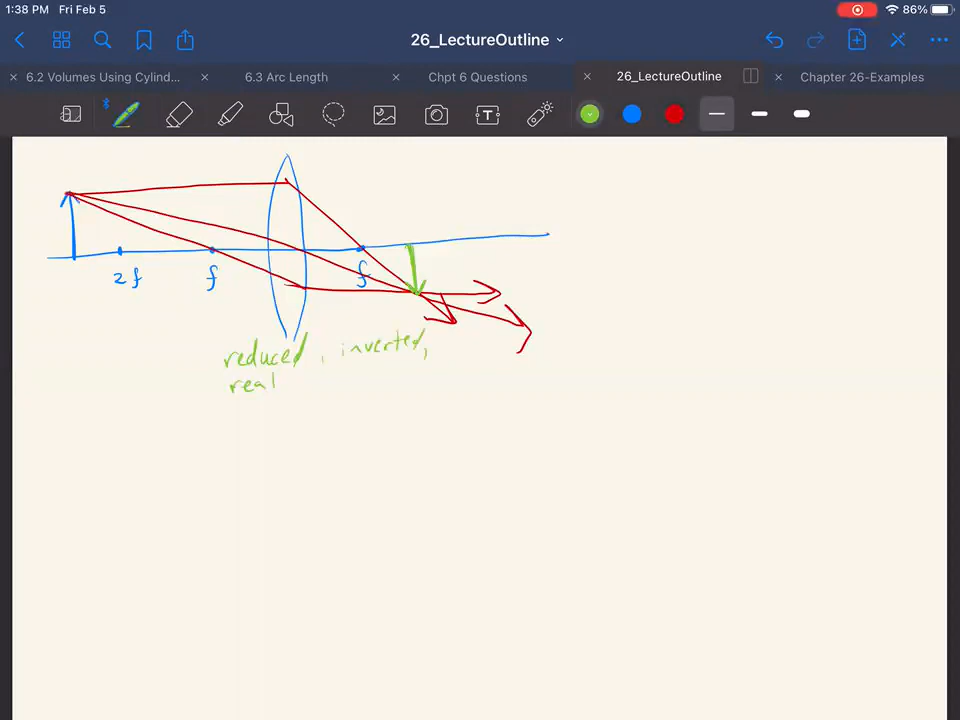 1:38 PM Fri Feb 5 86%
26_LectureOutline
6.2 Volumes Using Cylind... 6.3 Arc Length Chpt 6 Questions 26_LectureOutline Chapter 26-Examples
2f f f
reduced, inverted,
real